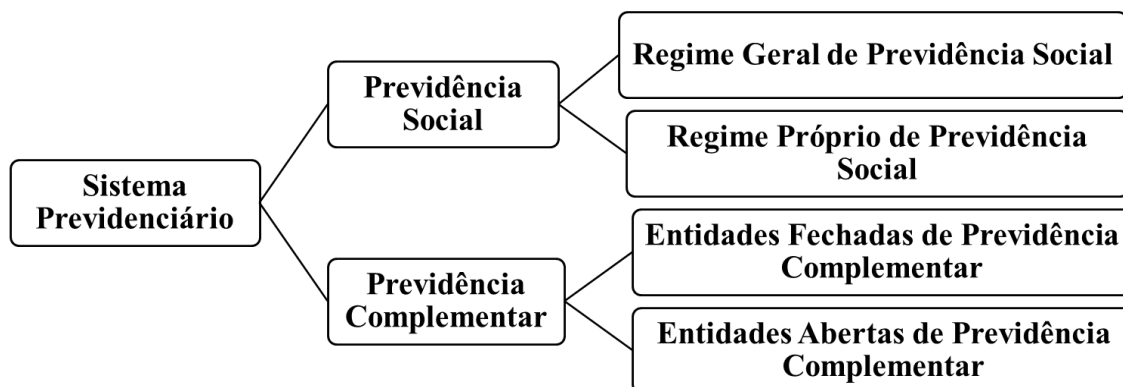 Sistema
Previdenciário
Previdência
Social
Previdência
Complementar
Regime Geral de Previdência Social
Regime Próprio de Previdência
Social
Entidades Fechadas de Previdência
Complementar
Entidades Abertas de Previdência
Complementar